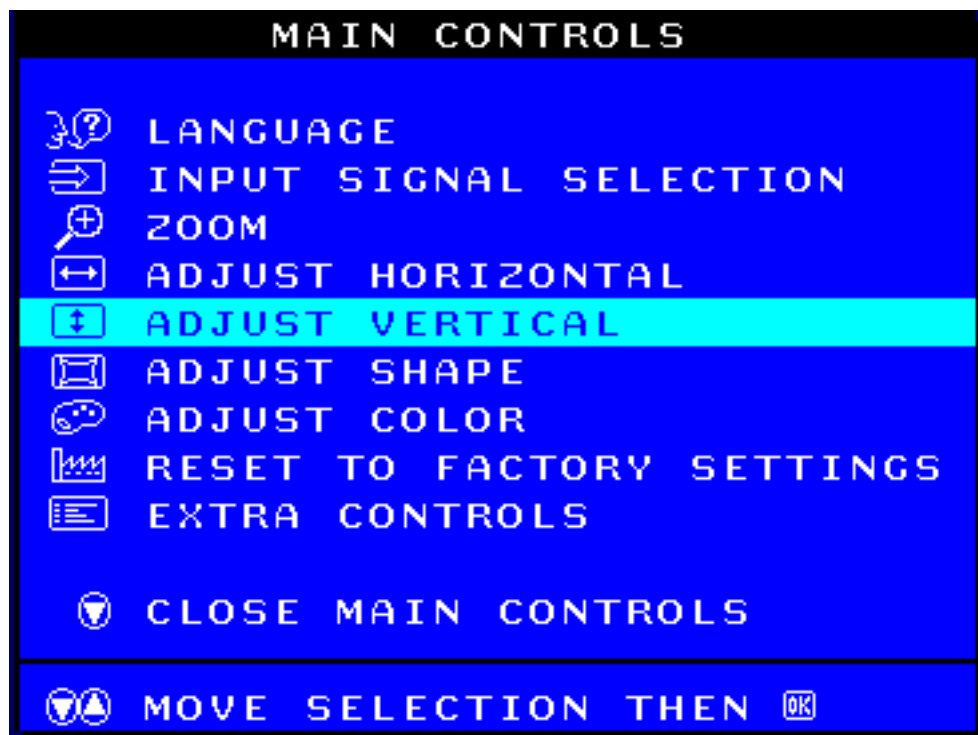 MAIN CONTROLS
LANGUAGE
INPUT SIGNAL SELECTION
ZOOM
ADJUST HORIZONTAL
ADJUST VERTICAL
ADJUST SHAPE
ADJUST COLOR
RESET TO FACTORY SETTINGS
EXTRA CONTROLS
CLOSE MAIN CONTROLS
MOVE SELECTION THEN OK